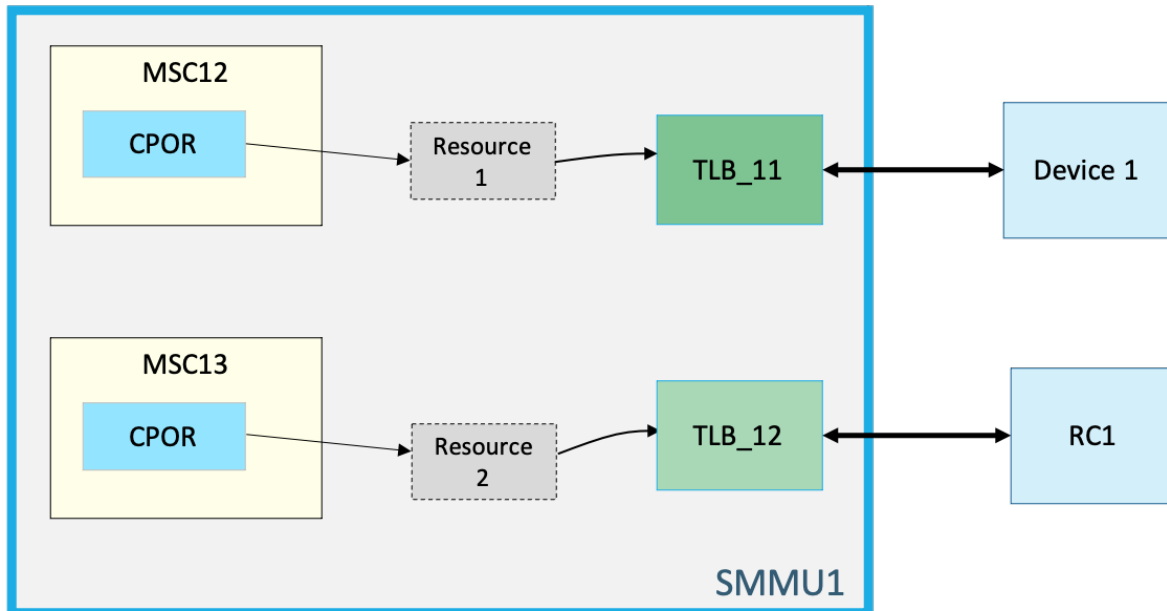 MSC12
CPOR
Resource
1
TLB_11
Device 1
MSC13
CPOR
Resource
2
TLB_12
RC1
SMMU1